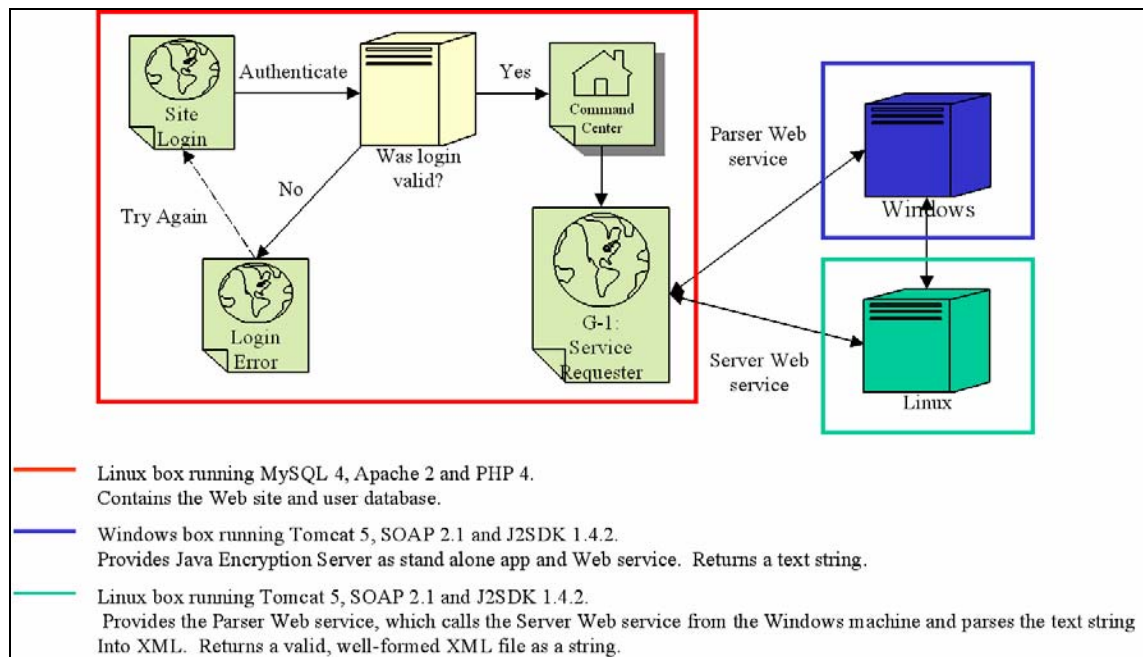 Authenticate
Yes
Site
Login
Command
Center
Was login
valid?
Parser Web
service
No
Try Again
Windows
Login
Error
G-1:
Service
Requester
Server Web
service
Linux
Linux box running MySQL 4, Apache 2 and PHP 4.
Contains the Web site and user database.
Windows box running Tomcat 5, SOAP 2.1 and J2SDK 1.4.2.
Provides Java Encryption Server as stand alone app and Web service. Returns a text string.
Linux box running Tomcat 5, SOAP 2.1 and J2SDK 1.4.2.
Provides the Parser Web service, which calls the Server Web service from the Windows machine and parses the text string
Into XML. Returns a valid, well-formed XML file as a string.